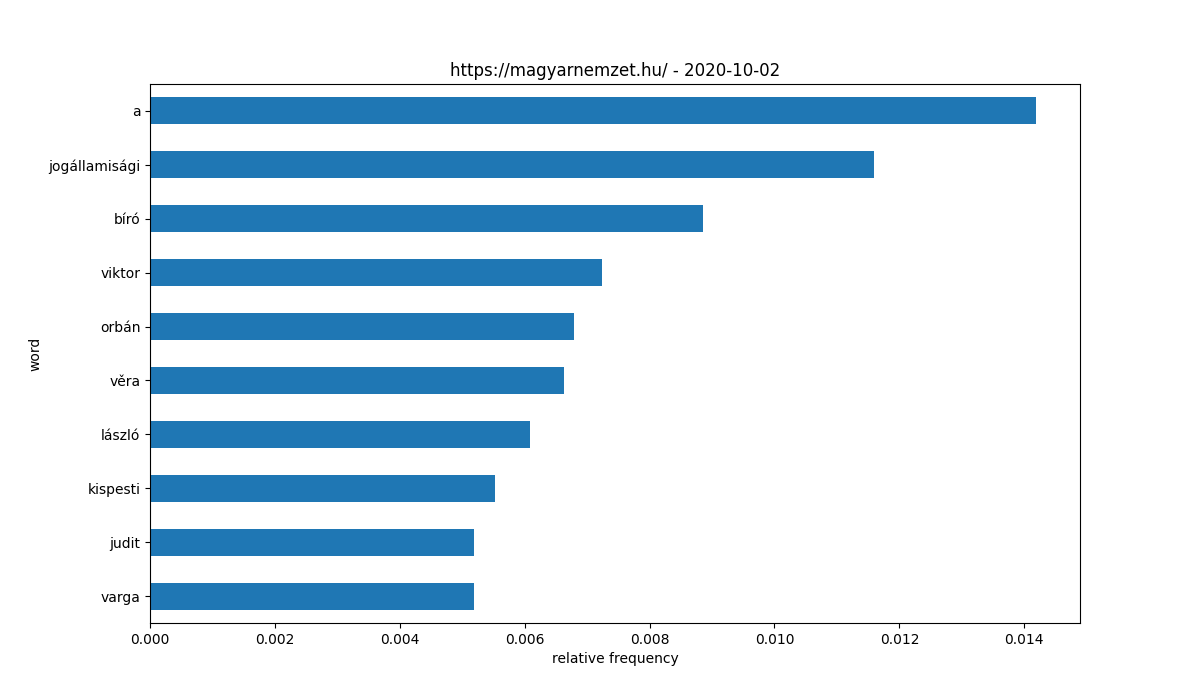 https://magyarnemzet.hu/ - 2020-10-02
a
jogállamisági
bíró
viktor
orbán
věra
lászló
kispesti
judit
varga
word
0.000 0.002 0.004 0.006 0.008 0.010 0.012 0.014
relative frequency